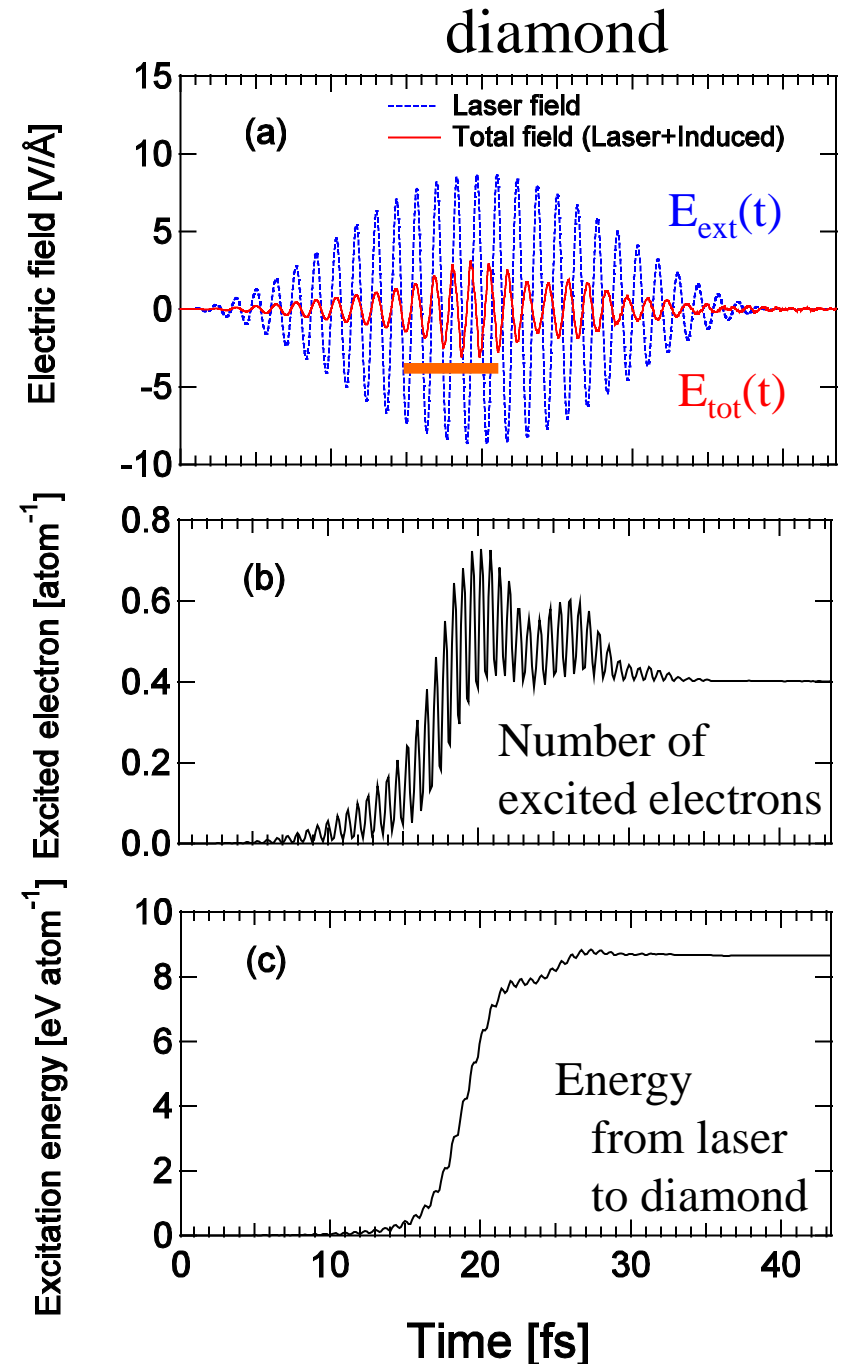 diamond
Electric field [V/Å]
15
10
5
0
-5
-10
(a)
Laser field
Total field (Laser+Induced)
E_ext(t)
E_tot(t)
Excited electron [atom⁻¹]
0.8
0.6
0.4
0.2
0.0
(b)
Number of
excited electrons
Excitation energy [eV atom⁻¹]
10
8
6
4
2
0
(c)
Energy
from laser
to diamond
0 10 20 30 40
Time [fs]